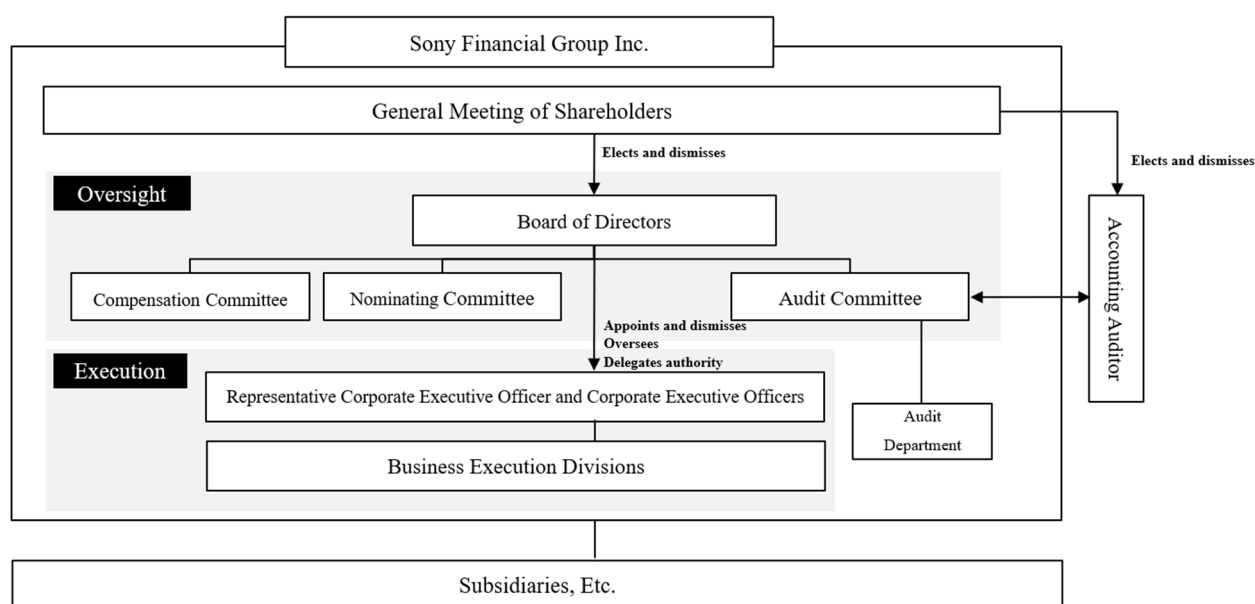 Sony Financial Group Inc.
General Meeting of Shareholders
Elects and dismisses
Elects and dismisses
Oversight
Board of Directors
Accounting Auditor
Compensation Committee
Nominating Committee
Audit Committee
Appoints and dismisses
Oversees
Delegates authority
Execution
Representative Corporate Executive Officer and Corporate Executive Officers
Audit
Department
Business Execution Divisions
Subsidiaries, Etc.